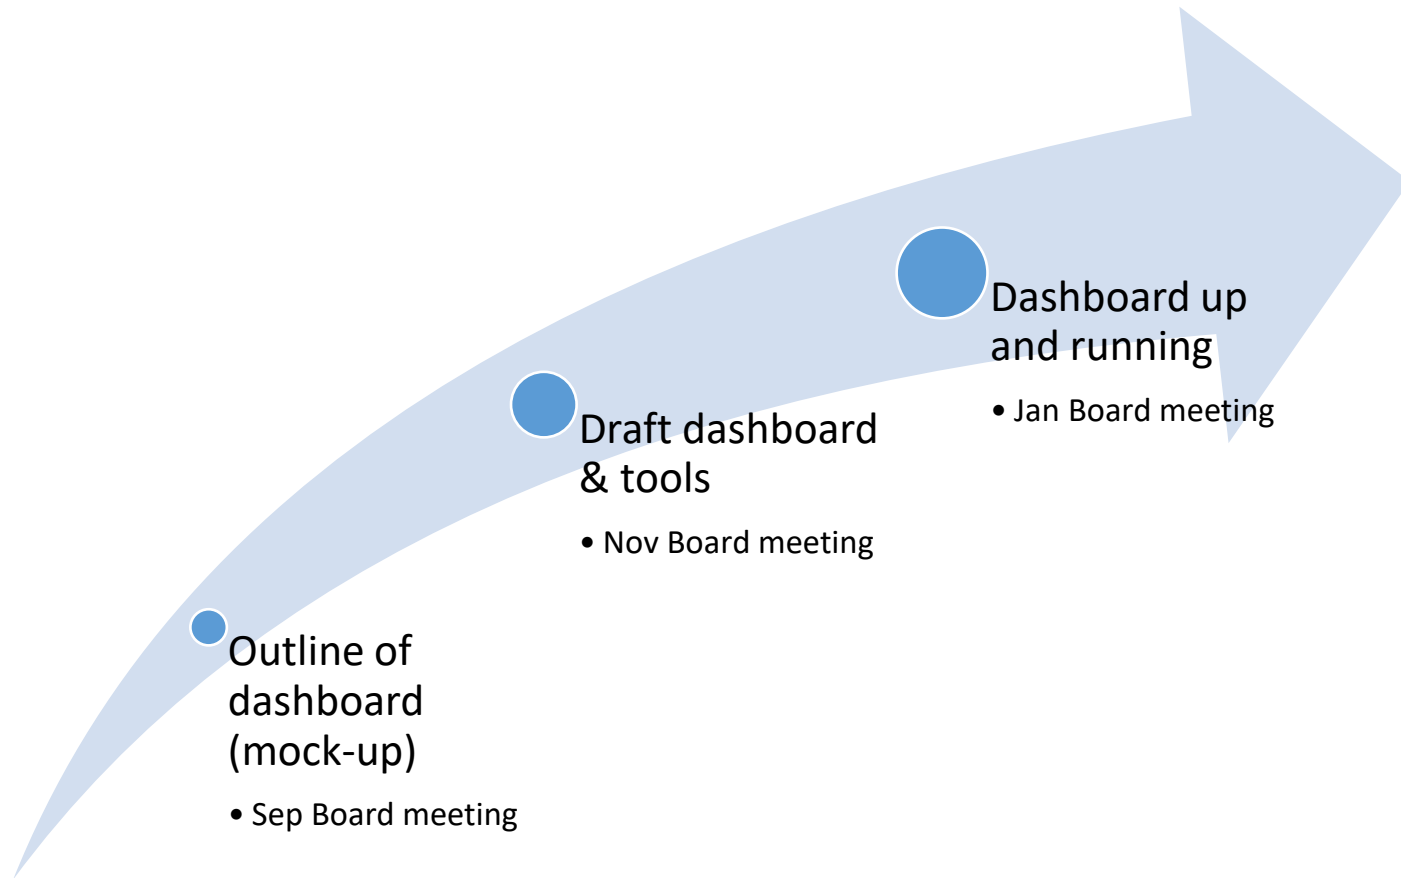 Outline of
dashboard
(mock-up)
• Sep Board meeting
Draft dashboard
& tools
• Nov Board meeting
Dashboard up
and running
• Jan Board meeting